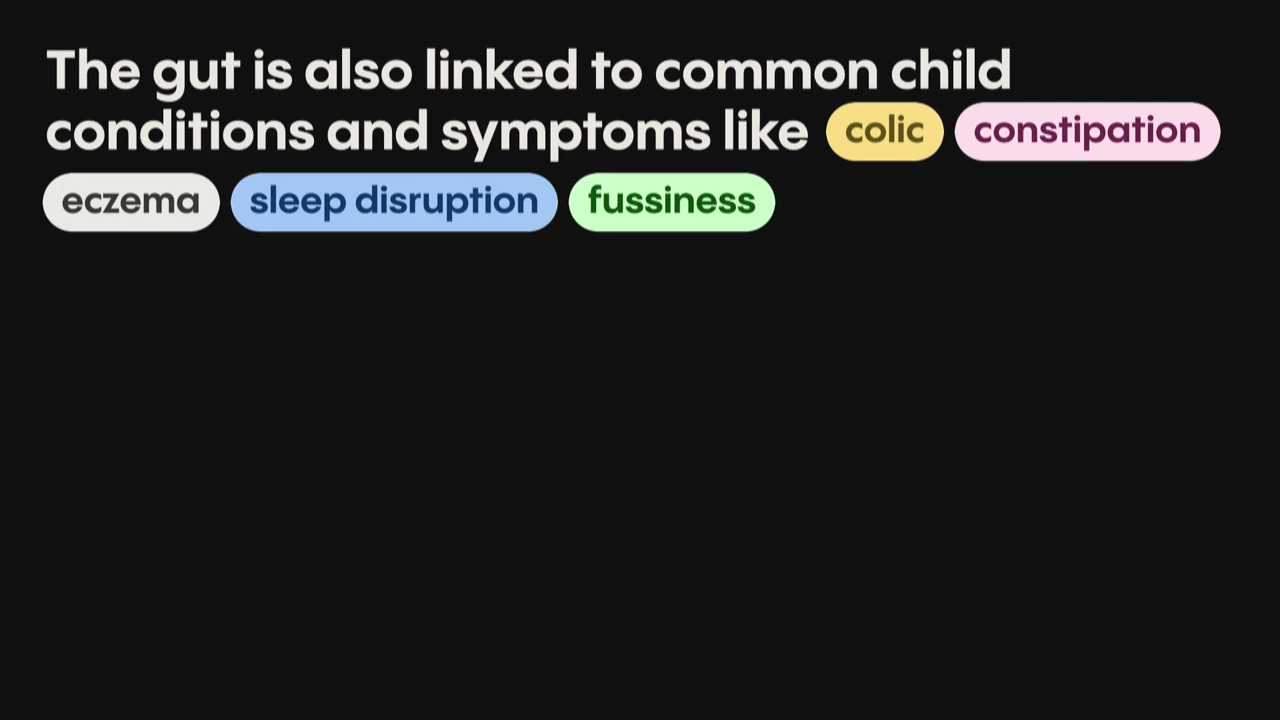 The gut is also linked to common child
conditions and symptoms like colic constipation
eczema sleep disruption fussiness